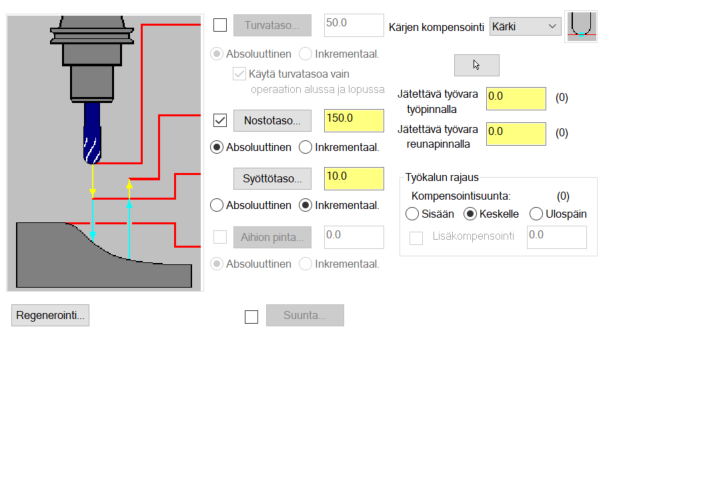 Turvataso... 50.0
Absoluuttinen Inkrementaal.
Käytä turvatasoa vain
operaation alussa ja lopussa
Nostotaso... 150.0
Absoluuttinen Inkrementaal.
Syöttötaso... 10.0
Absoluuttinen Inkrementaal.
Aihion pinta... 0.0
Absoluuttinen Inkrementaal.
Kärjen kompensointi Kärki
Jätettävä työvara
työpinnalla
0.0 (0)
Jätettävä työvara
reunapinnalla
0.0 (0)
Työkalun rajaus
Kompensointisuunta: (0)
Sisään Keskelle Ulospäin
Lisäkompensointi 0.0
Regenerointi...
Suunta...